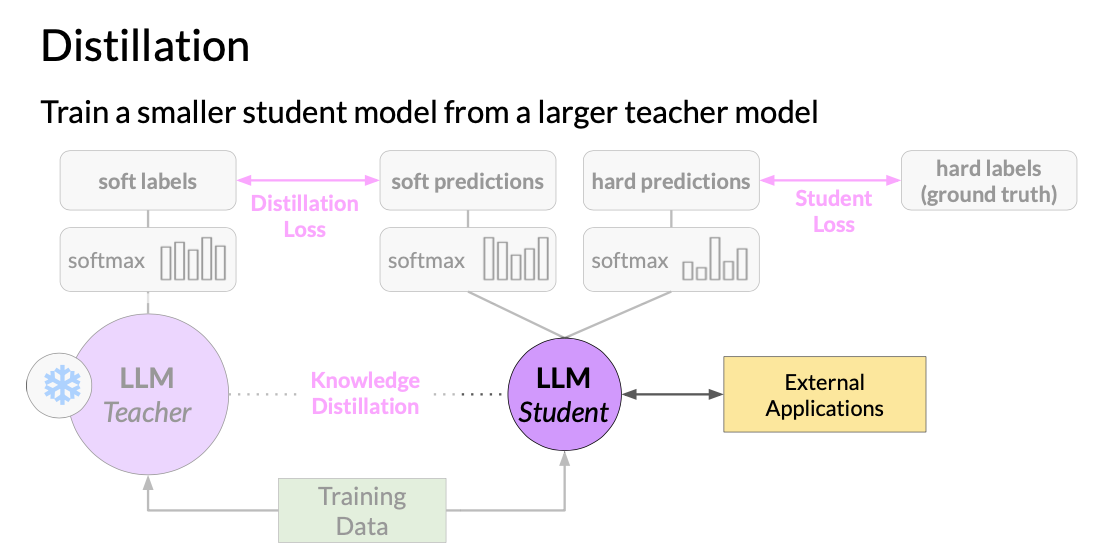 Distillation
Train a smaller student model from a larger teacher model
soft labels
Distillation
Loss
soft predictions
hard predictions
Student
Loss
hard labels
(ground truth)
softmax
softmax
softmax
LLM
Teacher
Knowledge
Distillation
LLM
Student
External
Applications
Training
Data